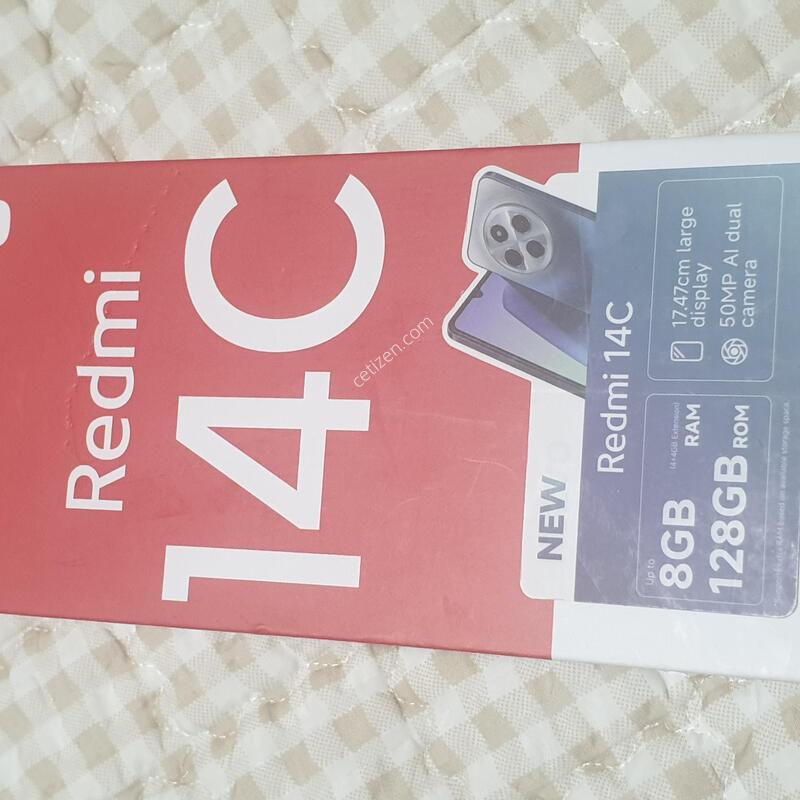 Redmi
14C
cetizen.com
NEW
Redmi 14C
Up to
8GB
(4+4GB Extension)
RAM
128GB ROM
17.47cm large
display
50MP AI dual
camera